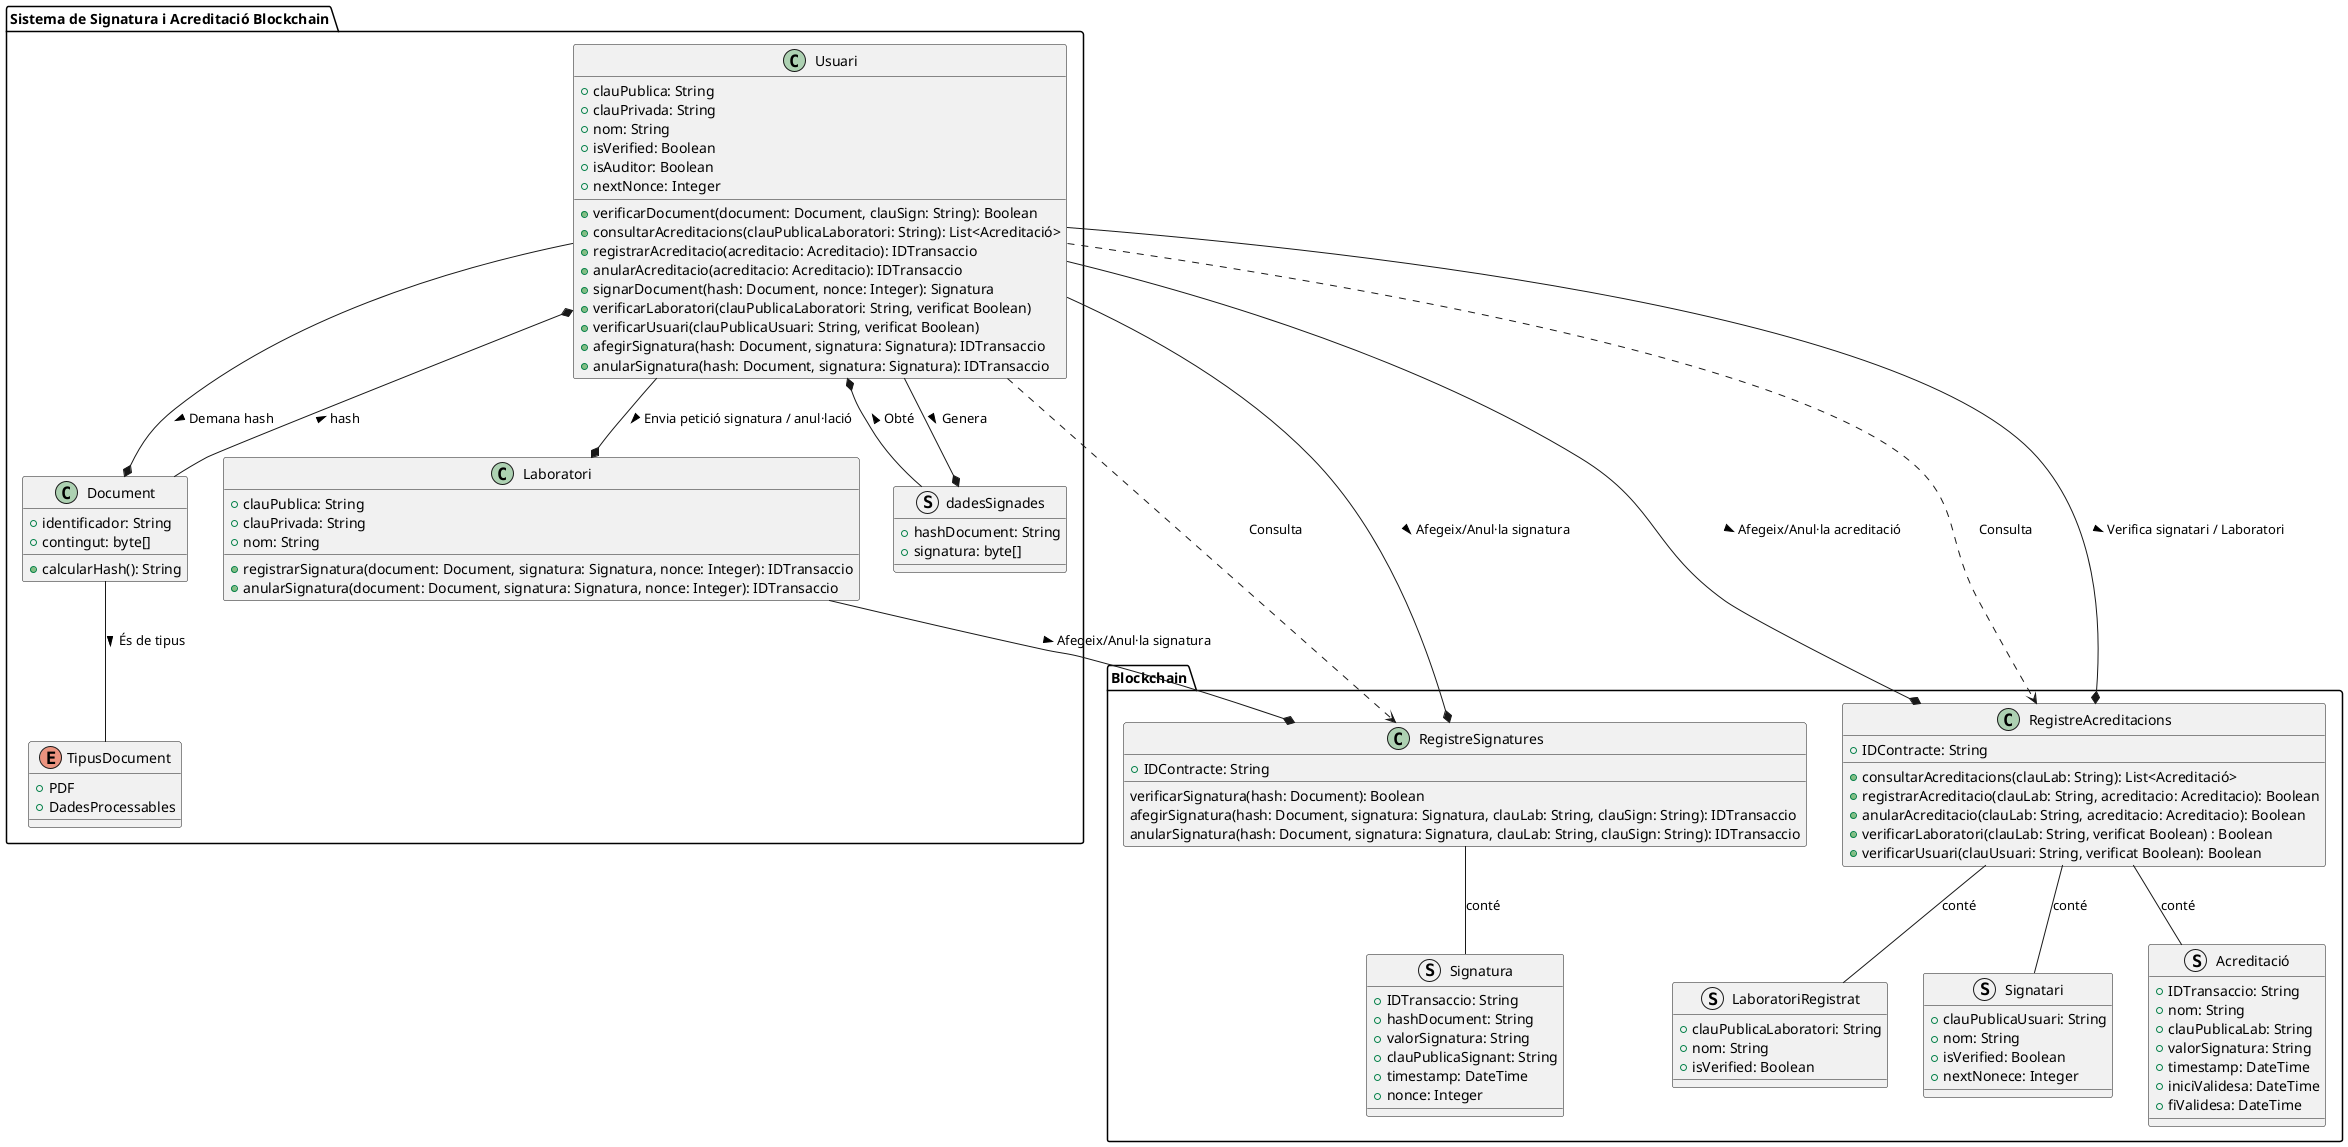 Sistema de Signatura i Acreditació Blockchain
C Usuari
clauPublica: String
clauPrivada: String
nom: String
isVerified: Boolean
isAuditor: Boolean
nextNonce: Integer
verificarDocument(document: Document, clauSign: String): Boolean
consultarAcreditacions(clauPublicaLaboratori: String): List<Acreditació>
registrarAcreditacio(acreditacio: Acreditacio): IDTransaccio
anularAcreditacio(acreditacio: Acreditacio): IDTransaccio
signarDocument(hash: Document, nonce: Integer): Signatura
verificarLaboratori(clauPublicaLaboratori: String, verificat Boolean)
verificarUsuari(clauPublicaUsuari: String, verificat Boolean)
afegirSignatura(hash: Document, signatura: Signatura): IDTransaccio
anularSignatura(hash: Document, signatura: Signatura): IDTransaccio
Demana hash
hash
Envia petició signatura / anul·lació
Obté
Genera
C Document
identificador: String
contingut: byte[]
calcularHash(): String
C Laboratori
clauPublica: String
clauPrivada: String
nom: String
registrarSignatura(document: Document, signatura: Signatura, nonce: Integer): IDTransaccio
anularSignatura(document: Document, signatura: Signatura, nonce: Integer): IDTransaccio
S dadesSignades
hashDocument: String
signatura: byte[]
Consulta
Afegeix/Anul·la signatura
Afegeix/Anul·la acreditació
Consulta
Verifica signatari / Laboratori
És de tipus
Afegeix/Anul·la signatura
E TipusDocument
PDF
DadesProcessables
Blockchain
C RegistreSignatures
IDContracte: String
verificarSignatura(hash: Document): Boolean
afegirSignatura(hash: Document, signatura: Signatura, clauLab: String, clauSign: String): IDTransaccio
anularSignatura(hash: Document, signatura: Signatura, clauLab: String, clauSign: String): IDTransaccio
C RegistreAcreditacions
IDContracte: String
consultarAcreditacions(clauLab: String): List<Acreditació>
registrarAcreditacio(clauLab: String, acreditacio: Acreditacio): Boolean
anularAcreditacio(clauLab: String, acreditacio: Acreditacio): Boolean
verificarLaboratori(clauLab: String, verificat Boolean) : Boolean
verificarUsuari(clauUsuari: String, verificat Boolean): Boolean
conté
conté
conté
conté
S Signatura
IDTransaccio: String
hashDocument: String
valorSignatura: String
clauPublicaSignant: String
timestamp: DateTime
nonce: Integer
S LaboratoriRegistrat
clauPublicaLaboratori: String
nom: String
isVerified: Boolean
S Signatari
clauPublicaUsuari: String
nom: String
isVerified: Boolean
nextNonece: Integer
S Acreditació
IDTransaccio: String
nom: String
clauPublicaLab: String
valorSignatura: String
timestamp: DateTime
iniciValidesa: DateTime
fiValidesa: DateTime